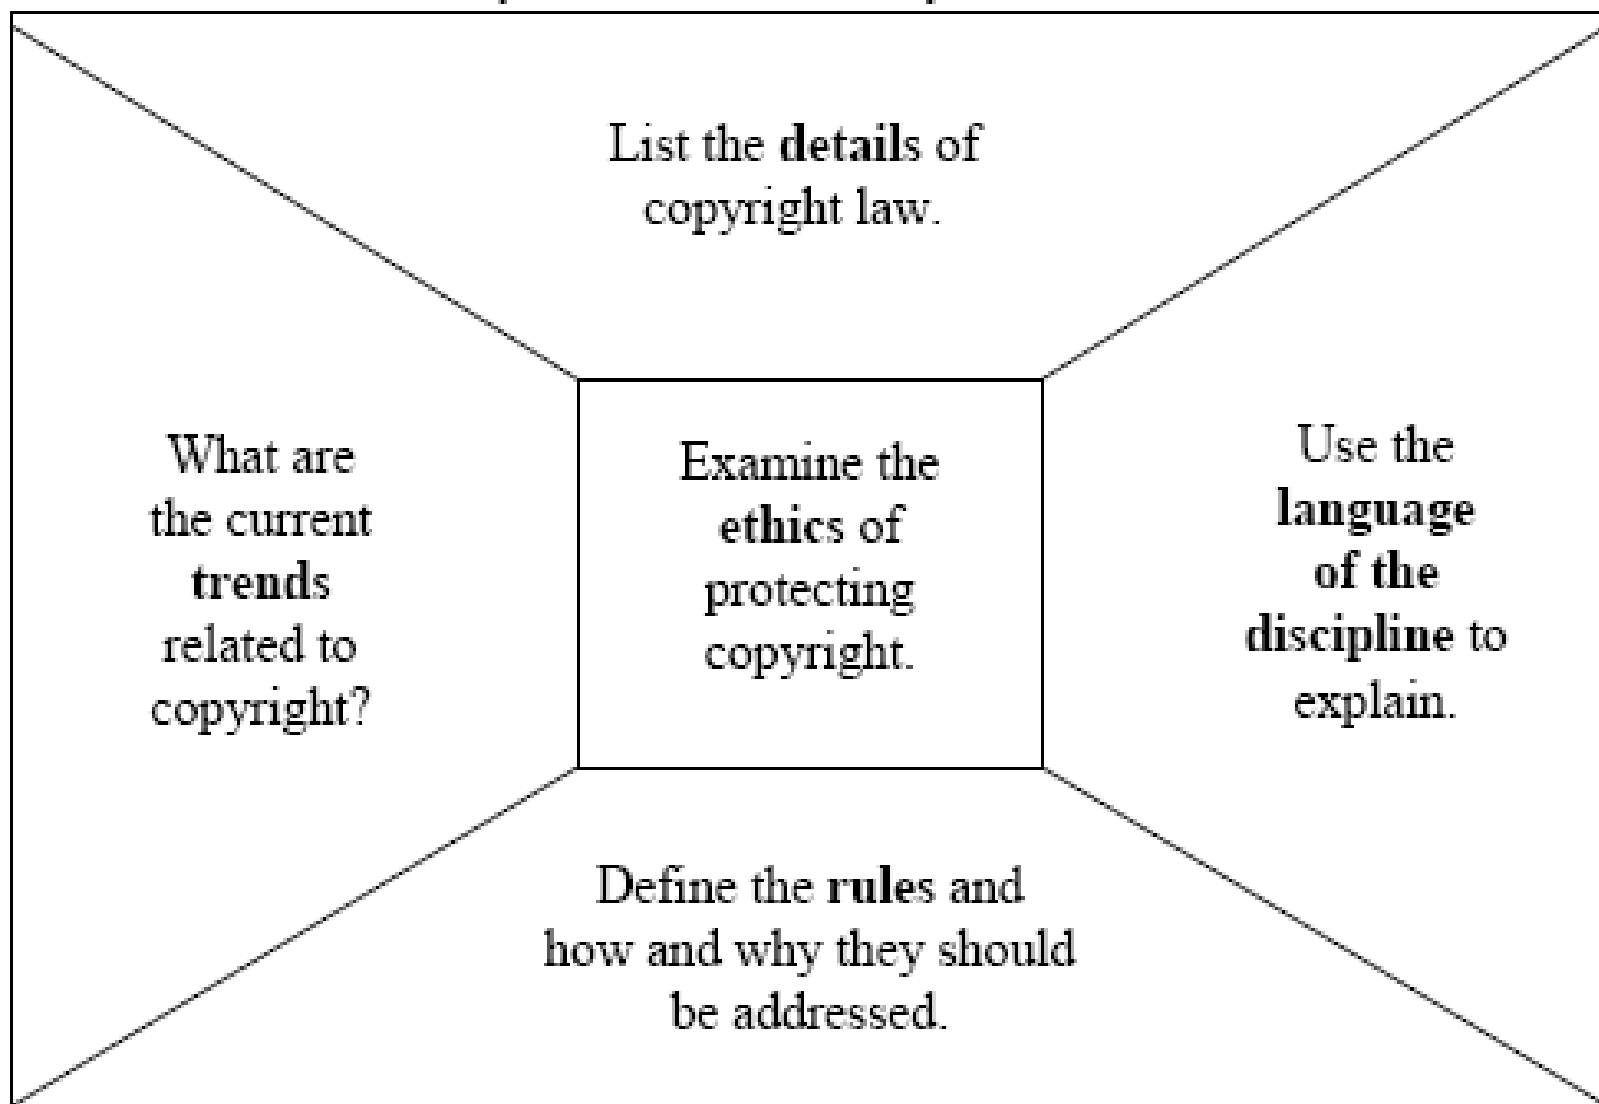 List the details of
copyright law.
What are
the current
trends
related to
copyright?
Examine the
ethics of
protecting
copyright.
Use the
language
of the
discipline to
explain.
Define the rules and
how and why they should
be addressed.